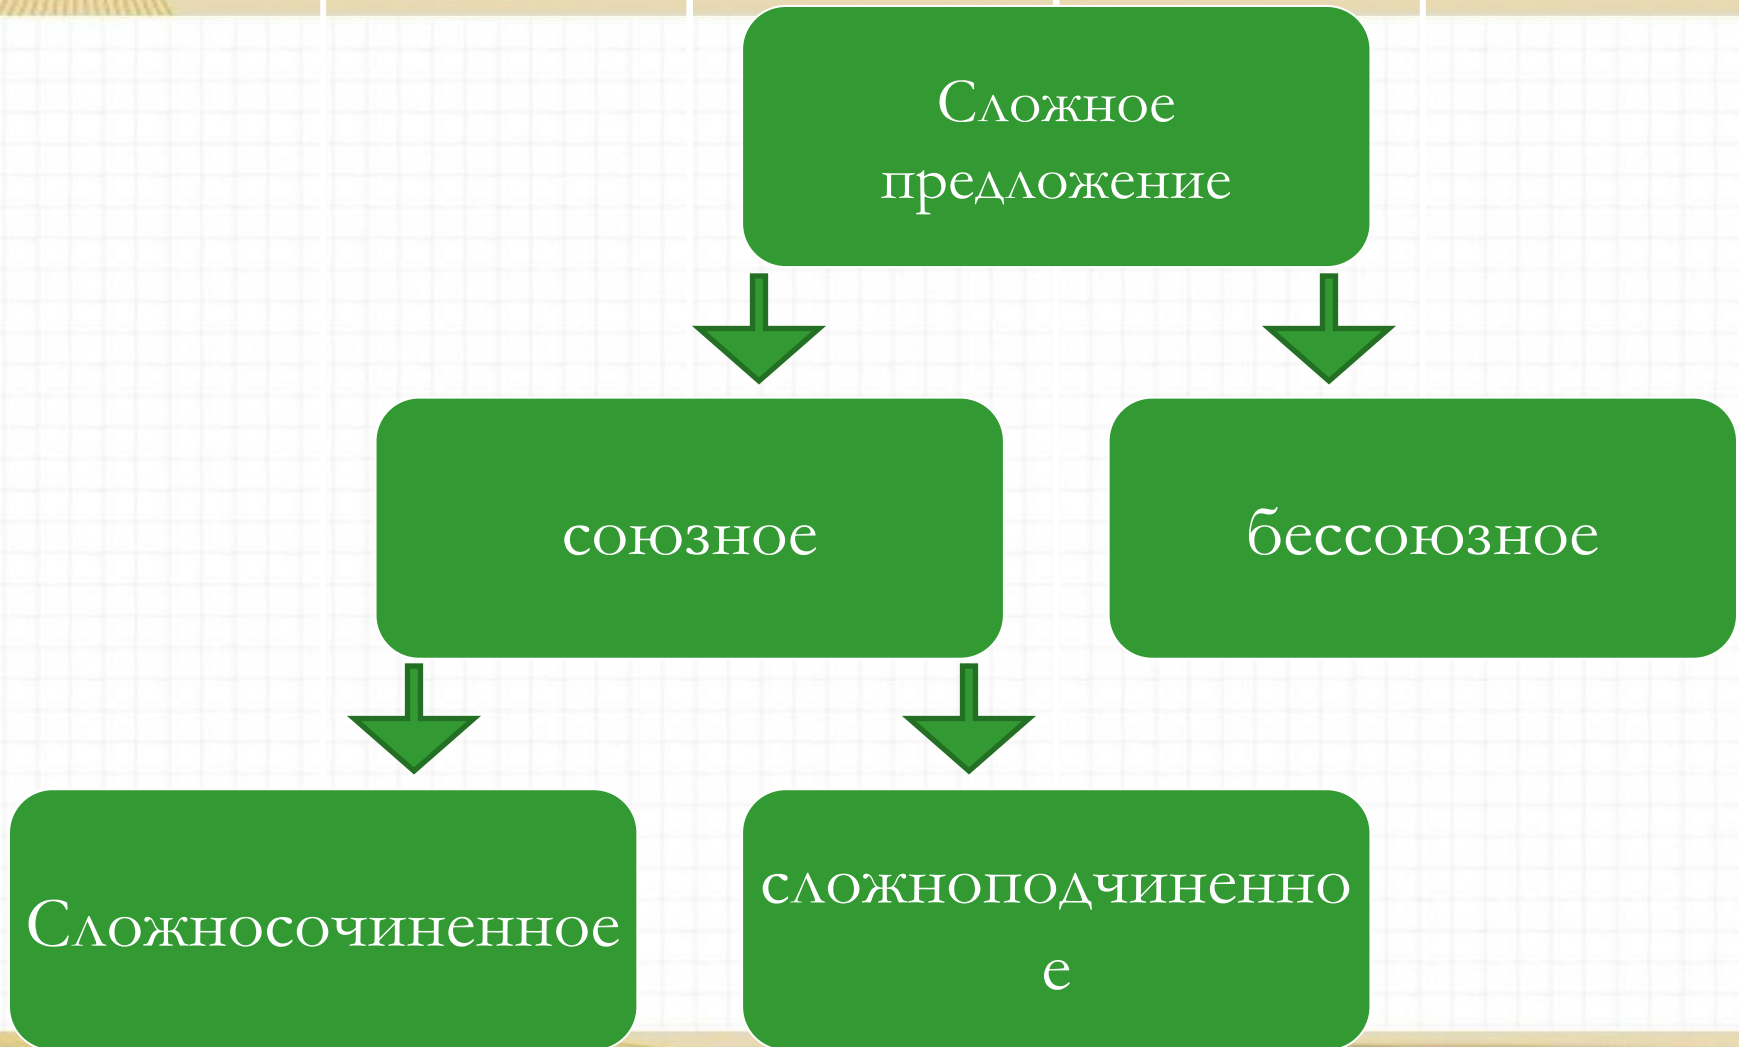 Сложное
предложение
союзное
бессоюзное
Сложносочиненное
сложноподчиненно
е